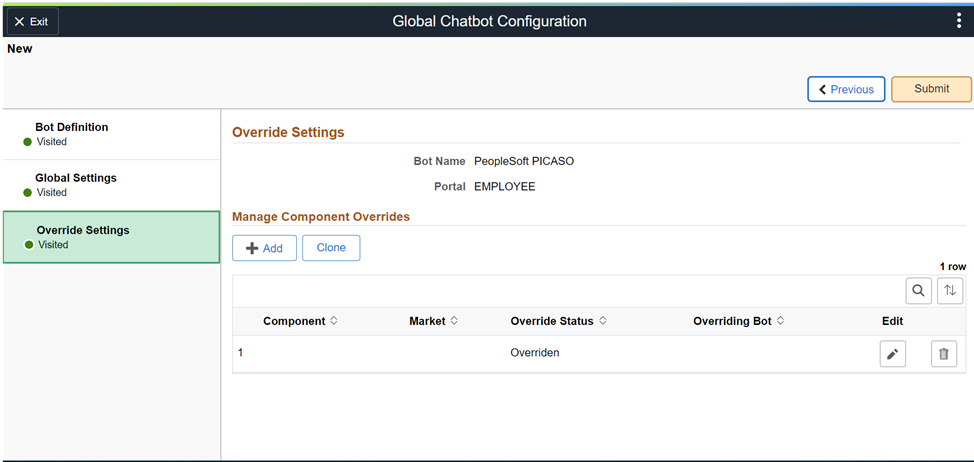 Exit
Global Chatbot Configuration
New
Previous
Submit
Bot Definition
Visited
Global Settings
Visited
Override Settings
Visited
Override Settings
Bot Name PeopleSoft PICASO
Portal EMPLOYEE
Manage Component Overrides
Add
Clone
1 row
Component Market Override Status Overriding Bot Edit
1 Overriden